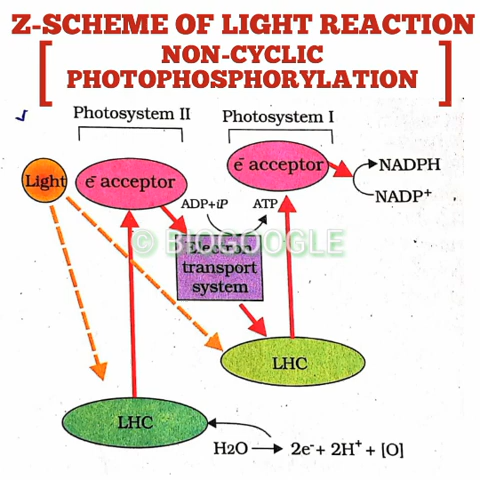 Z-SCHEME OF LIGHT REACTION
[NON-CYCLIC
PHOTOPHOSPHORYLATION]
Photosystem II
Photosystem I
Light
e⁻ acceptor
e⁻ acceptor
NADPH
NADP⁺
ADP+iP
ATP
© BIOGOOGLE
Electron
transport
system
LHC
LHC
H2O → 2e⁻ + 2H⁺ + [O]